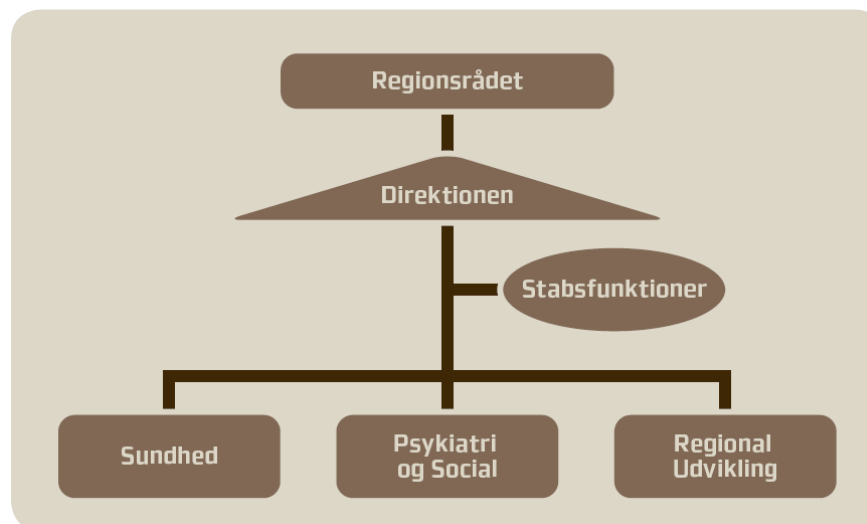 Regionsrådet
Direktionen
Stabsfunktioner
Sundhed
Psykiatri
og Social
Regional
Udvikling